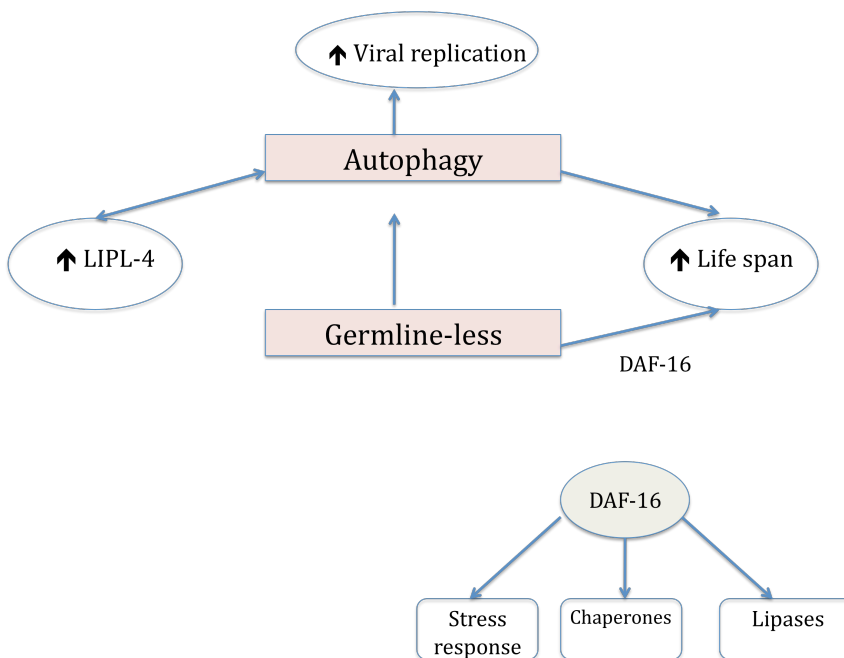 🡹 Viral replication
Autophagy
🡹 LIPL-4
🡹 Life span
Germline-less
DAF-16
DAF-16
Stress
response
Chaperones
Lipases